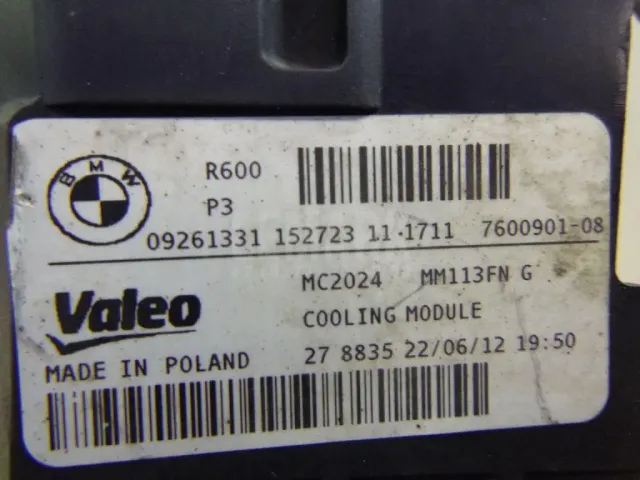 BMW
R600
P3
09261331 152723 11-1711 7600901-08
MC2024 MM113FN G
Valeo
COOLING MODULE
MADE IN POLAND 27 8835 22/06/12 19:50